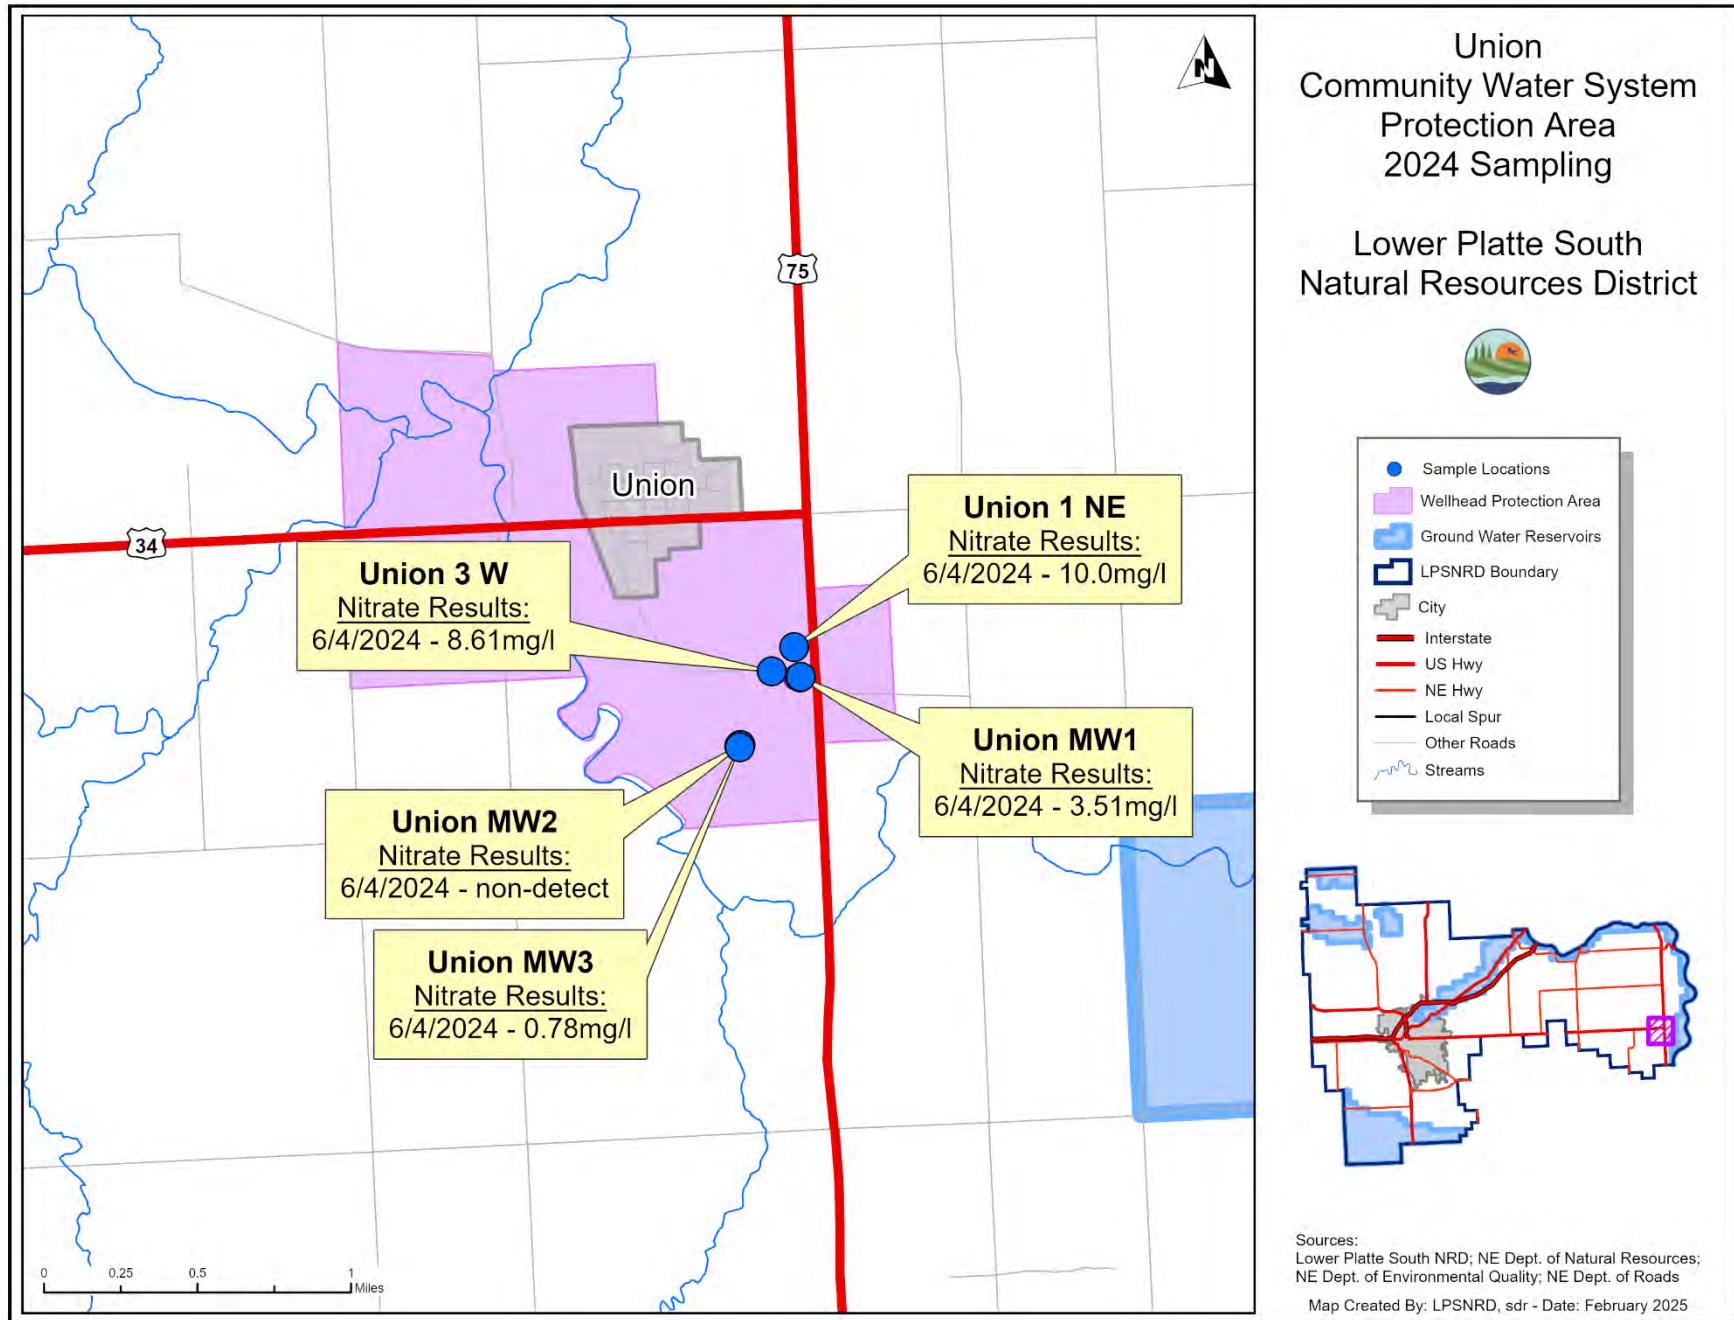 Union
Community Water System
Protection Area
2024 Sampling
Lower Platte South
Natural Resources District
N
75
34
Union
Union 1 NE
Nitrate Results:
6/4/2024 - 10.0mg/l
Union 3 W
Nitrate Results:
6/4/2024 - 8.61mg/l
Union MW1
Nitrate Results:
6/4/2024 - 3.51mg/l
Union MW2
Nitrate Results:
6/4/2024 - non-detect
Union MW3
Nitrate Results:
6/4/2024 - 0.78mg/l
0 0.25 0.5 1
Miles
Sample Locations
Wellhead Protection Area
Ground Water Reservoirs
LPSNRD Boundary
City
Interstate
US Hwy
NE Hwy
Local Spur
Other Roads
Streams
Sources:
Lower Platte South NRD; NE Dept. of Natural Resources;
NE Dept. of Environmental Quality; NE Dept. of Roads
Map Created By: LPSNRD, sdr - Date: February 2025